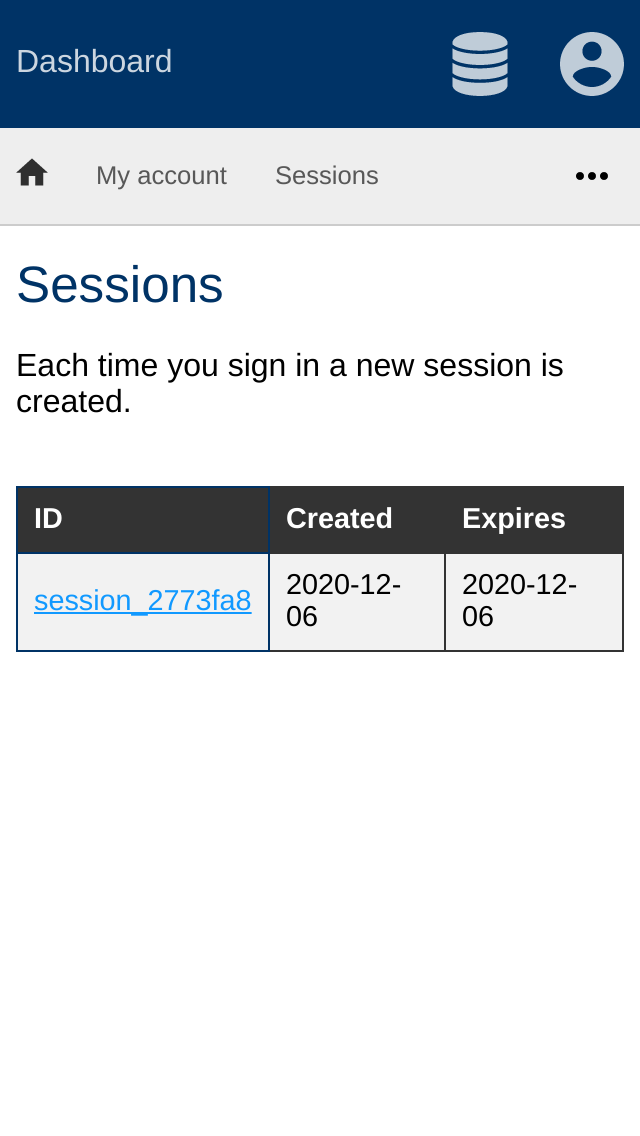 Dashboard
My account Sessions
Sessions
Each time you sign in a new session is
created.
ID Created Expires
session_2773fa8 2020-12-06 2020-12-06